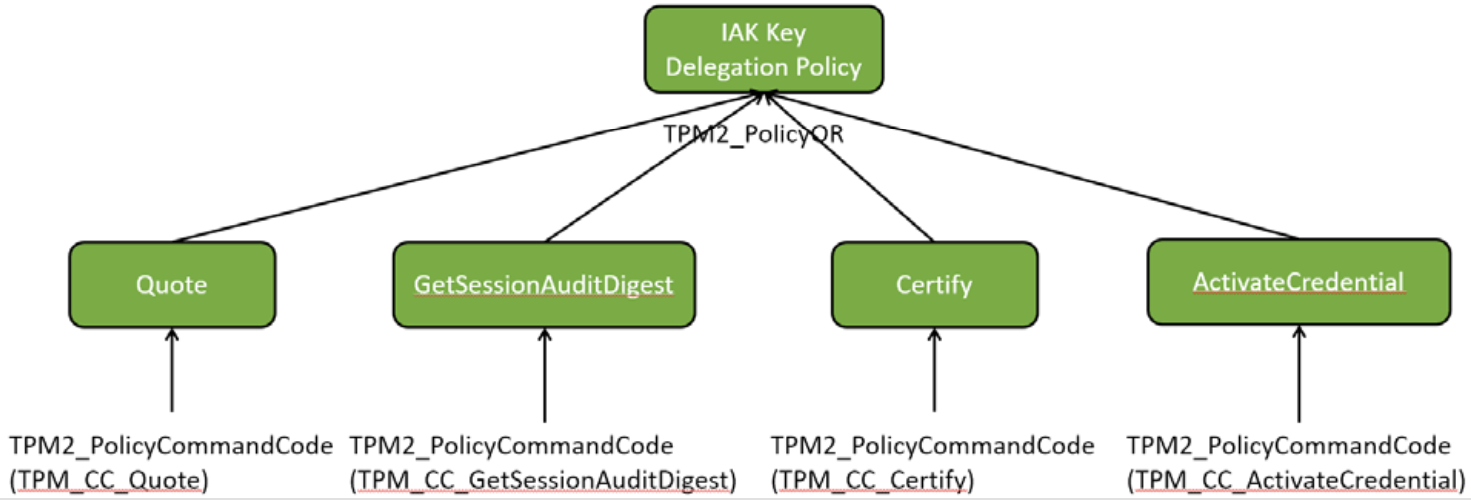 IAK Key
Delegation Policy
TPM2_PolicyOR
Quote
GetSessionAuditDigest
Certify
ActivateCredential
TPM2_PolicyCommandCode
(TPM_CC_Quote)
TPM2_PolicyCommandCode
(TPM_CC_GetSessionAuditDigest)
TPM2_PolicyCommandCode
(TPM_CC_Certify)
TPM2_PolicyCommandCode
(TPM_CC_ActivateCredential)